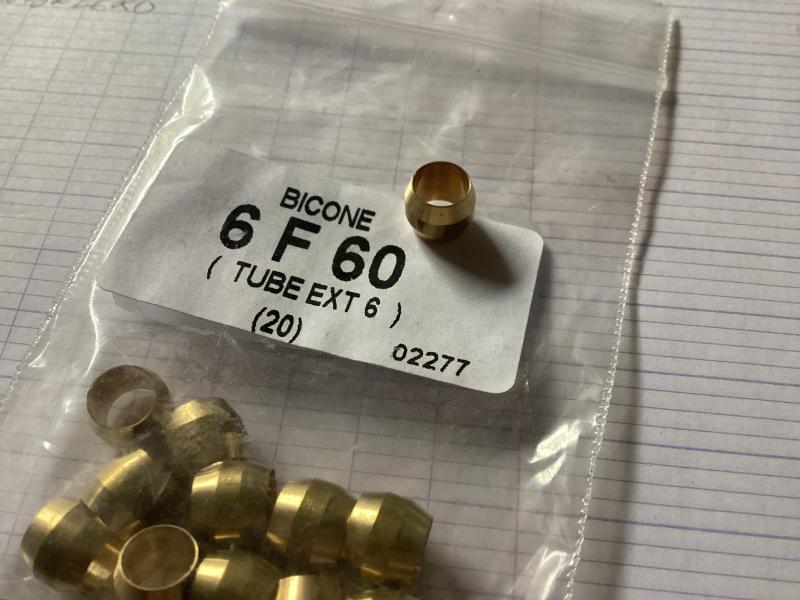 BICONE
6 F 60
( TUBE EXT 6 )
(20)
02277